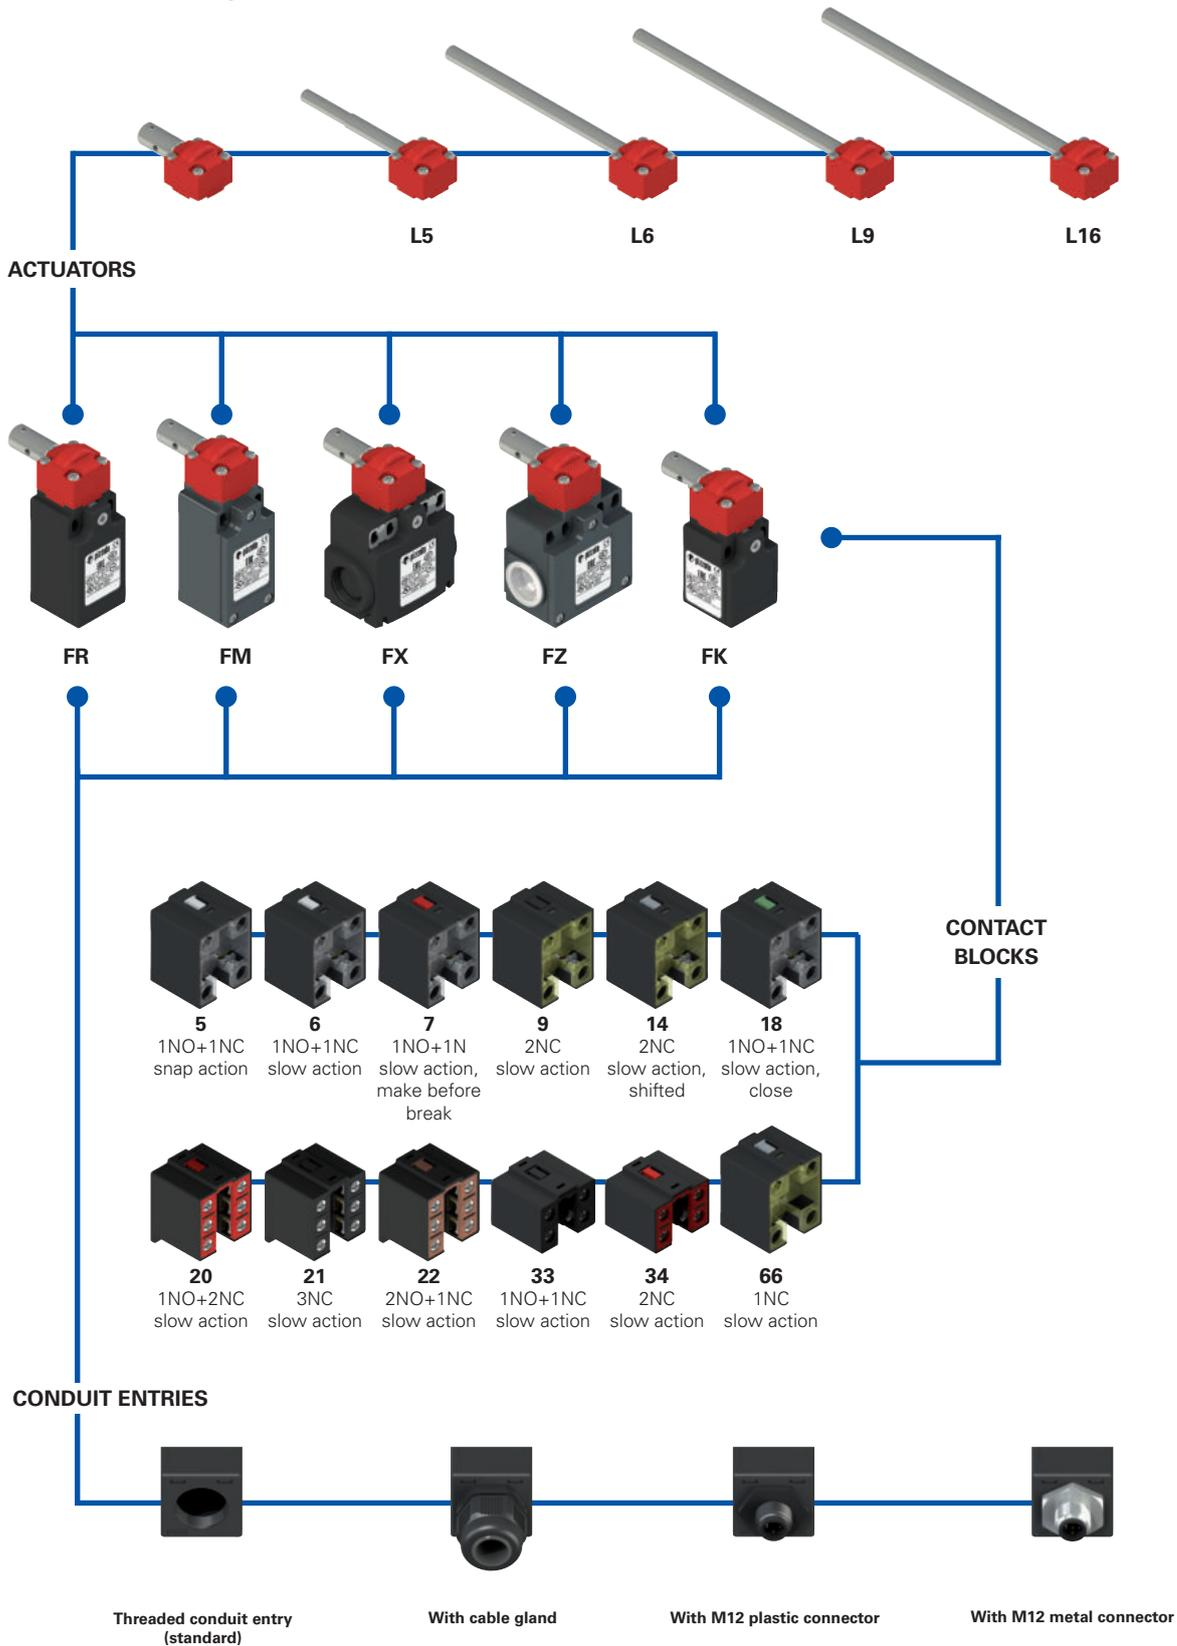 L5
L6
L9
L16
ACTUATORS
FR
FM
FX
FZ
FK
CONTACT
BLOCKS
5
1NO+1NC
snap action
6
1NO+1NC
slow action
7
1NO+1N
slow action,
make before
break
9
2NC
slow action
14
2NC
slow action,
shifted
18
1NO+1NC
slow action,
close
20
1NO+2NC
slow action
21
3NC
slow action
22
2NO+1NC
slow action
33
1NO+1NC
slow action
34
2NC
slow action
66
1NC
slow action
CONDUIT ENTRIES
Threaded conduit entry
(standard)
With cable gland
With M12 plastic connector
With M12 metal connector